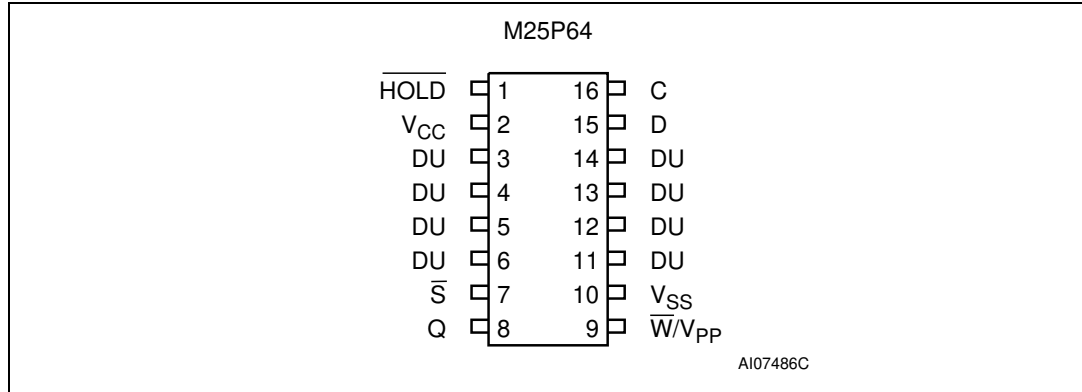 M25P64
HOLD 1 16 C
VCC 2 15 D
DU 3 14 DU
DU 4 13 DU
DU 5 12 DU
DU 6 11 DU
S 7 10 VSS
Q 8 9 W/VPP
AI07486C